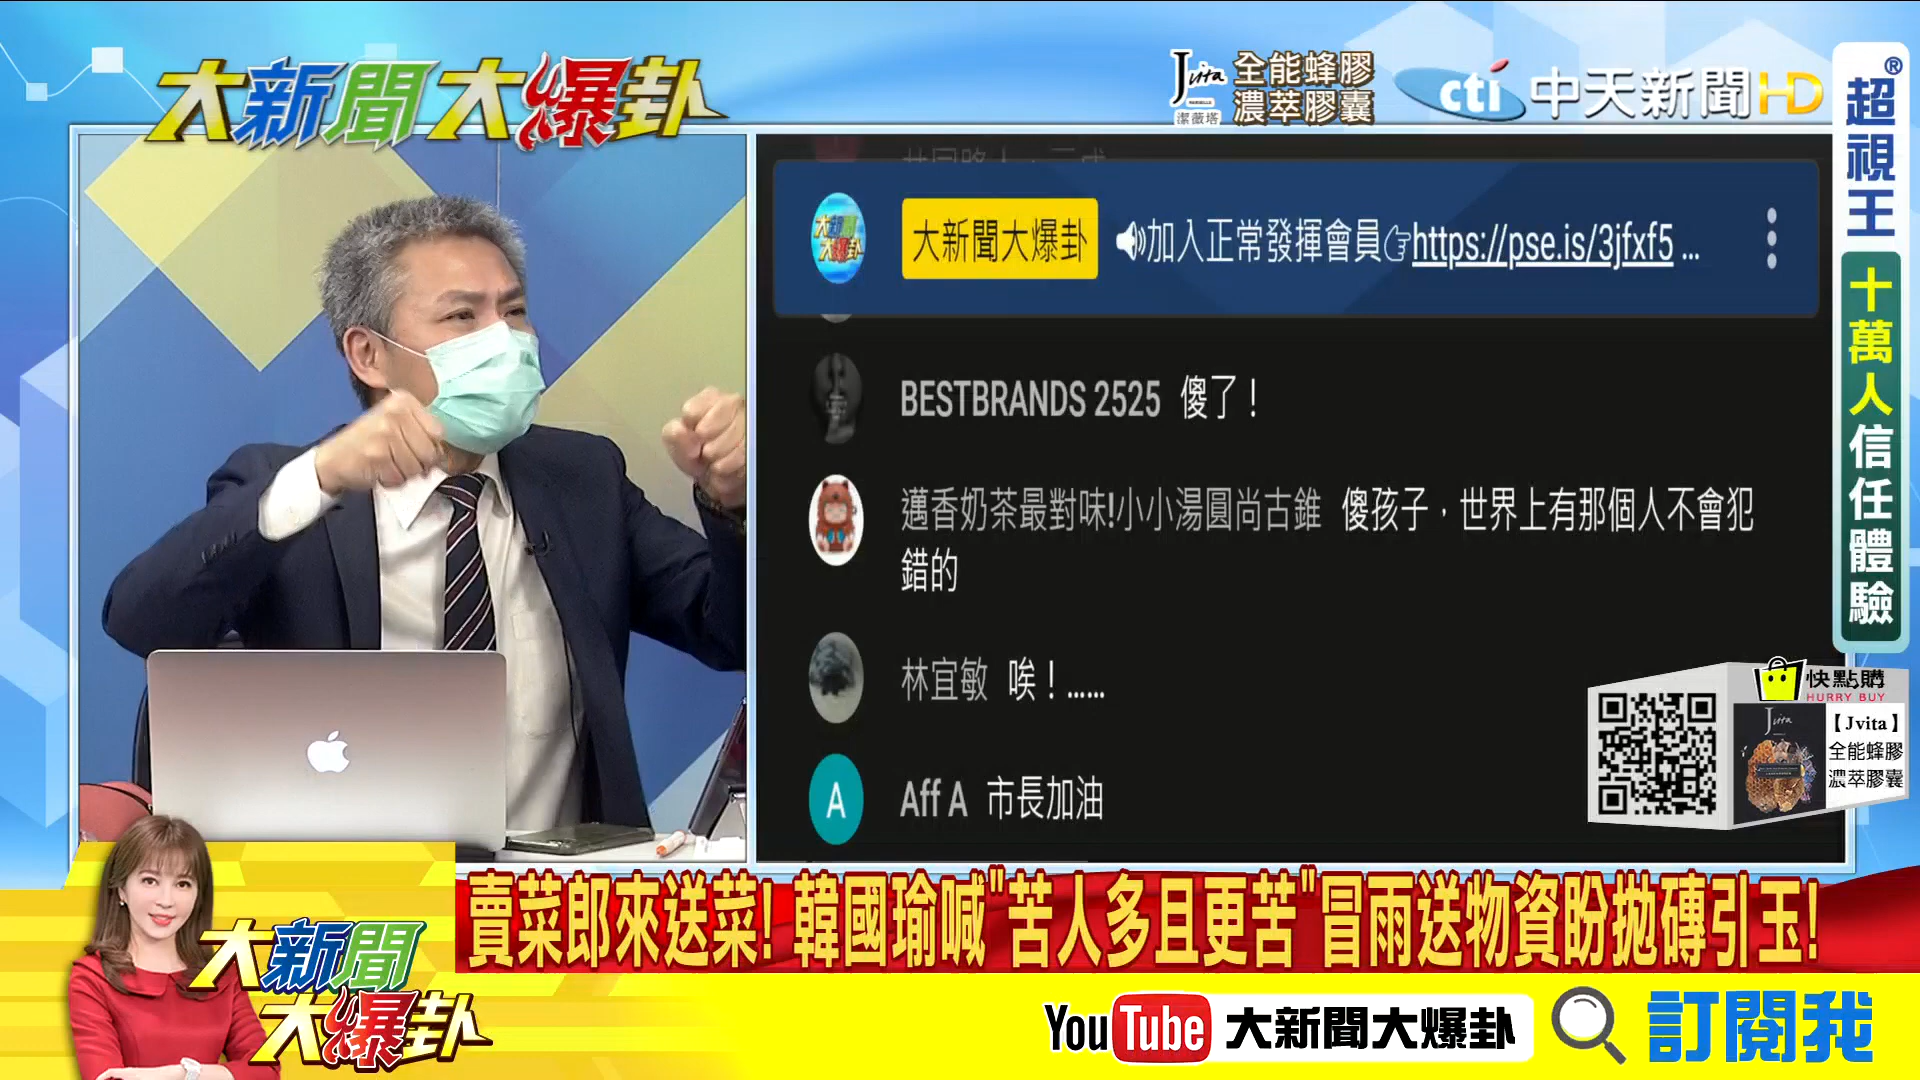 大新聞大爆卦
Jvita
潔薇塔
全能蜂膠
濃萃膠囊
cti 中天新聞HD
超視王®
十萬人信任體驗
大新聞大爆卦 加入正常發揮會員 https://pse.is/3jfxf5 ...
BESTBRANDS 2525 傻了！
邁香奶茶最對味!小小湯圓尚古錐 傻孩子，世界上有那個人不會犯
錯的
林宜敏 唉！......
A
Aff A 市長加油
快點購
HURRY BUY
Jvita
【Jvita】
全能蜂膠
濃萃膠囊
賣菜郎來送菜! 韓國瑜喊"苦人多且更苦"冒雨送物資盼拋磚引玉!
大新聞
大爆卦
YouTube 大新聞大爆卦 訂閱我